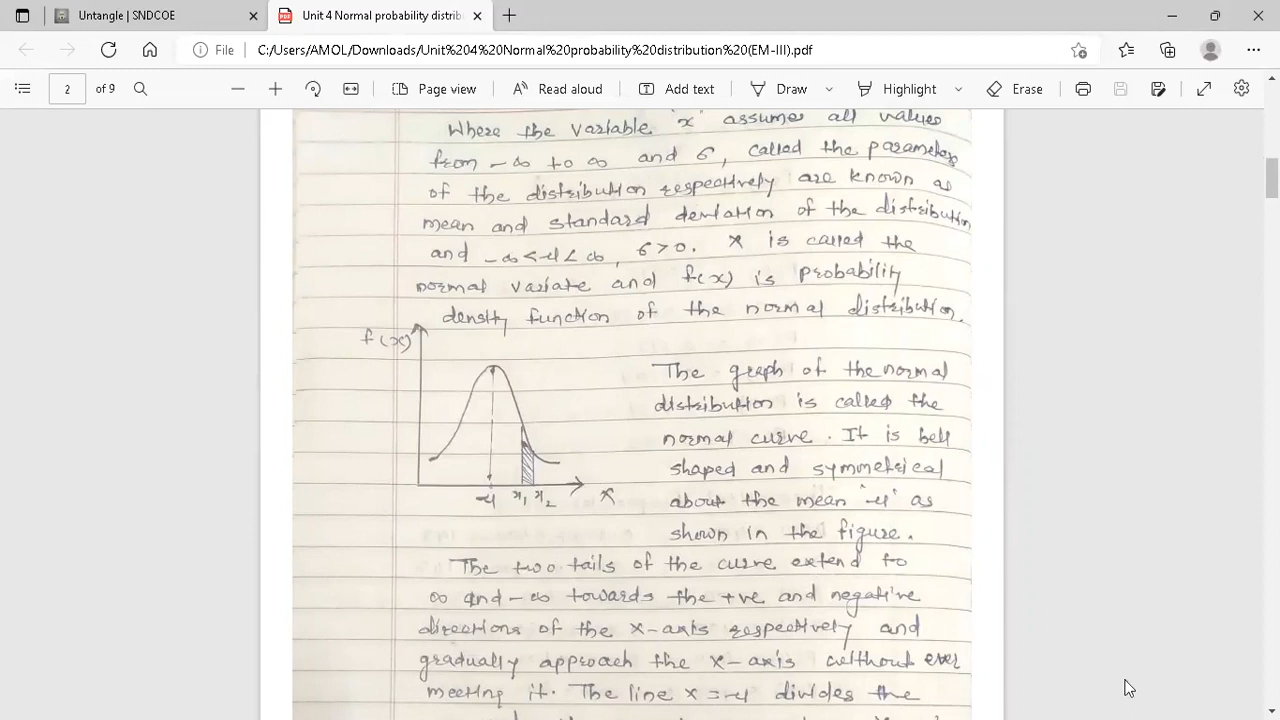 Untangle | SNDCOE
Unit 4 Normal probability distrib
File
C:/Users/AMOL/Downloads/Unit%204%20Normal%20probability%20distribution%20(EM-III).pdf
2 of 9
Page view
Read aloud
Add text
Draw
Highlight
Erase
Where the variable 'x' assumes all values
from -∞ to ∞ and σ, called the parameters
of the distribution respectively are known as
mean and standard deviation of the distribution
and -∞<μ<∞, σ>0. x is called the
normal variate and f(x) is probability
density function of the normal distribution.
f(x)
μ x₁ x₂ X
The graph of the normal
distribution is called the
normal curve. It is bell
shaped and symmetrical
about the mean 'μ' as
shown in the figure.
The two tails of the curve extend to
∞ and -∞ towards the +ve and negative
directions of the x-axis respectively and
gradually approach the x-axis without ever
meeting it. The line x=μ divides the